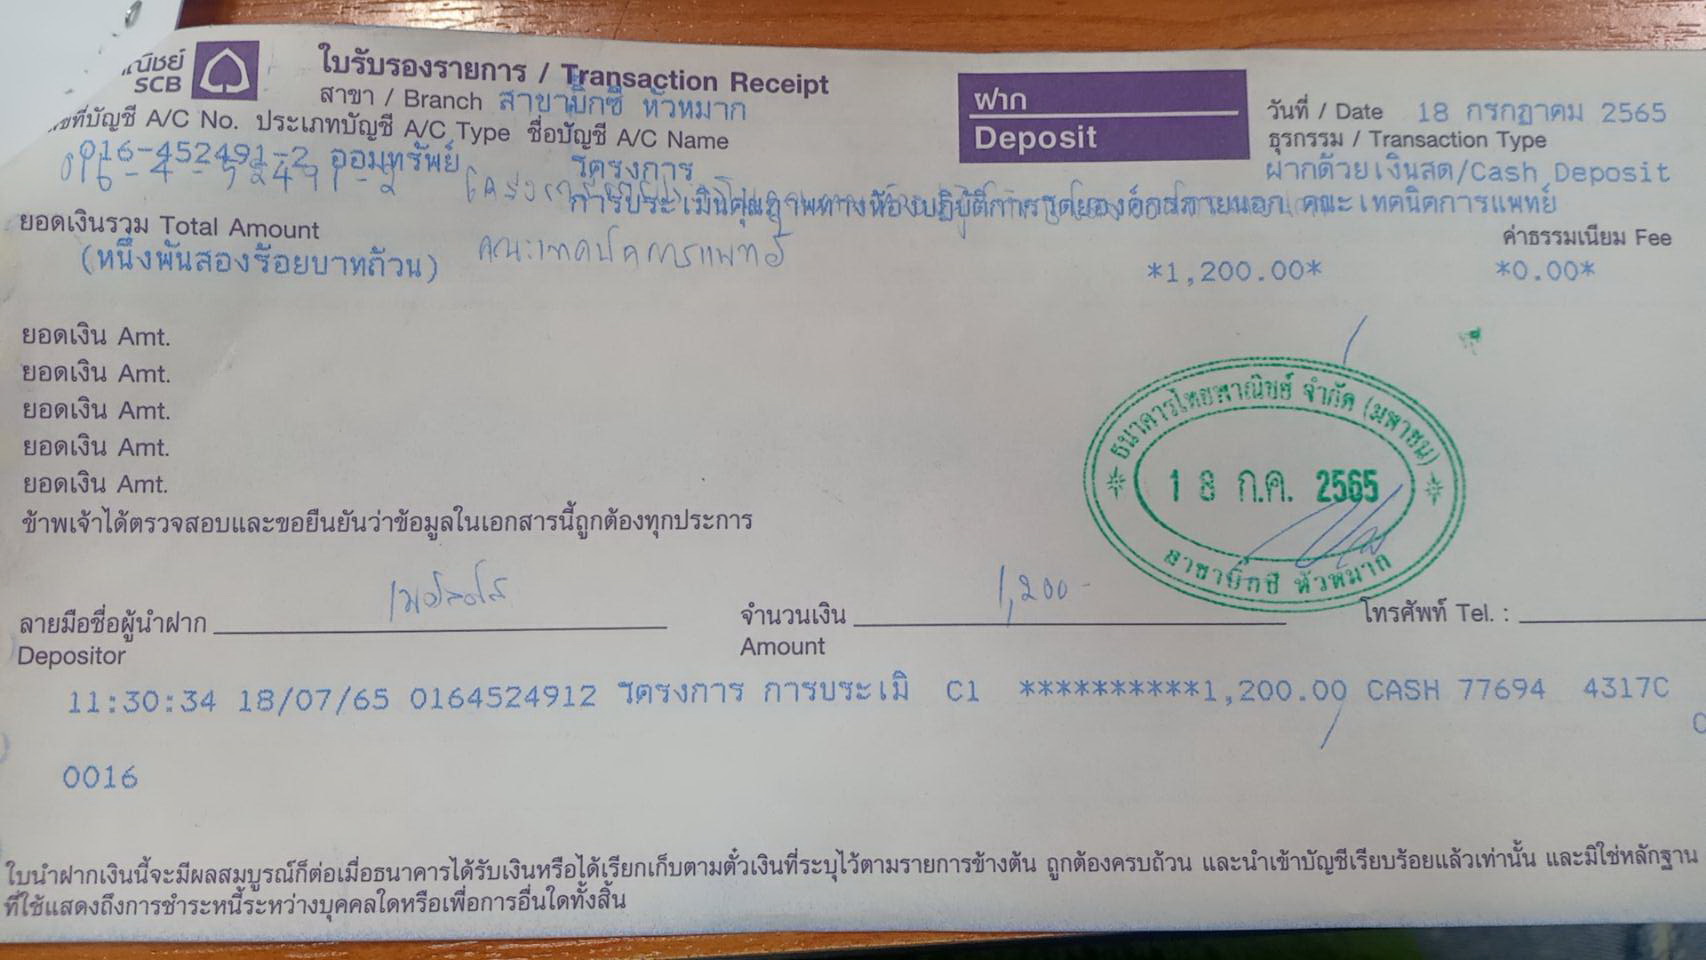 ณิชย์
SCB
ใบรับรองรายการ / Transaction Receipt
สาขา / Branch สาขาบิ๊กซี หัวหมาก
ฝาก
Deposit
วันที่ / Date 18 กรกฎาคม 2565
ธุรกรรม / Transaction Type
ฝากด้วยเงินสด/Cash Deposit
ขที่บัญชี A/C No. ประเภทบัญชี A/C Type ชื่อบัญชี A/C Name
016-452491-2 ออมทรัพย์ โครงการ
016-4-52491-2
การประเมินคุณภาพทางห้องปฏิบัติการโดยองค์กรภายนอก คณะเทคนิคการแพทย์
คณะเทคนิคการแพทย์
ยอดเงินรวม Total Amount
ค่าธรรมเนียม Fee
(หนึ่งพันสองร้อยบาทถ้วน) *1,200.00* *0.00*
ยอดเงิน Amt.
ยอดเงิน Amt.
ยอดเงิน Amt.
ยอดเงิน Amt.
ยอดเงิน Amt.
ธนาคารไทยพาณิชย์ จำกัด (มหาชน)
18 ก.ค. 2565
สาขาบิ๊กซี หัวหมาก
ข้าพเจ้าได้ตรวจสอบและขอยืนยันว่าข้อมูลในเอกสารนี้ถูกต้องทุกประการ
ลายมือชื่อผู้นำฝาก
Depositor
จำนวนเงิน 1,200-
Amount
โทรศัพท์ Tel. :
11:30:34 18/07/65 0164524912 โครงการ การประเมิ C1 **********1,200.00 CASH 77694 4317C
0016
ใบนำฝากเงินนี้จะมีผลสมบูรณ์ก็ต่อเมื่อธนาคารได้รับเงินหรือได้เรียกเก็บตามตั๋วเงินที่ระบุไว้ตามรายการข้างต้น ถูกต้องครบถ้วน และนำเข้าบัญชีเรียบร้อยแล้วเท่านั้น และมิใช่หลักฐาน
ที่ใช้แสดงถึงการชำระหนี้ระหว่างบุคคลใดหรือเพื่อการอื่นใดทั้งสิ้น